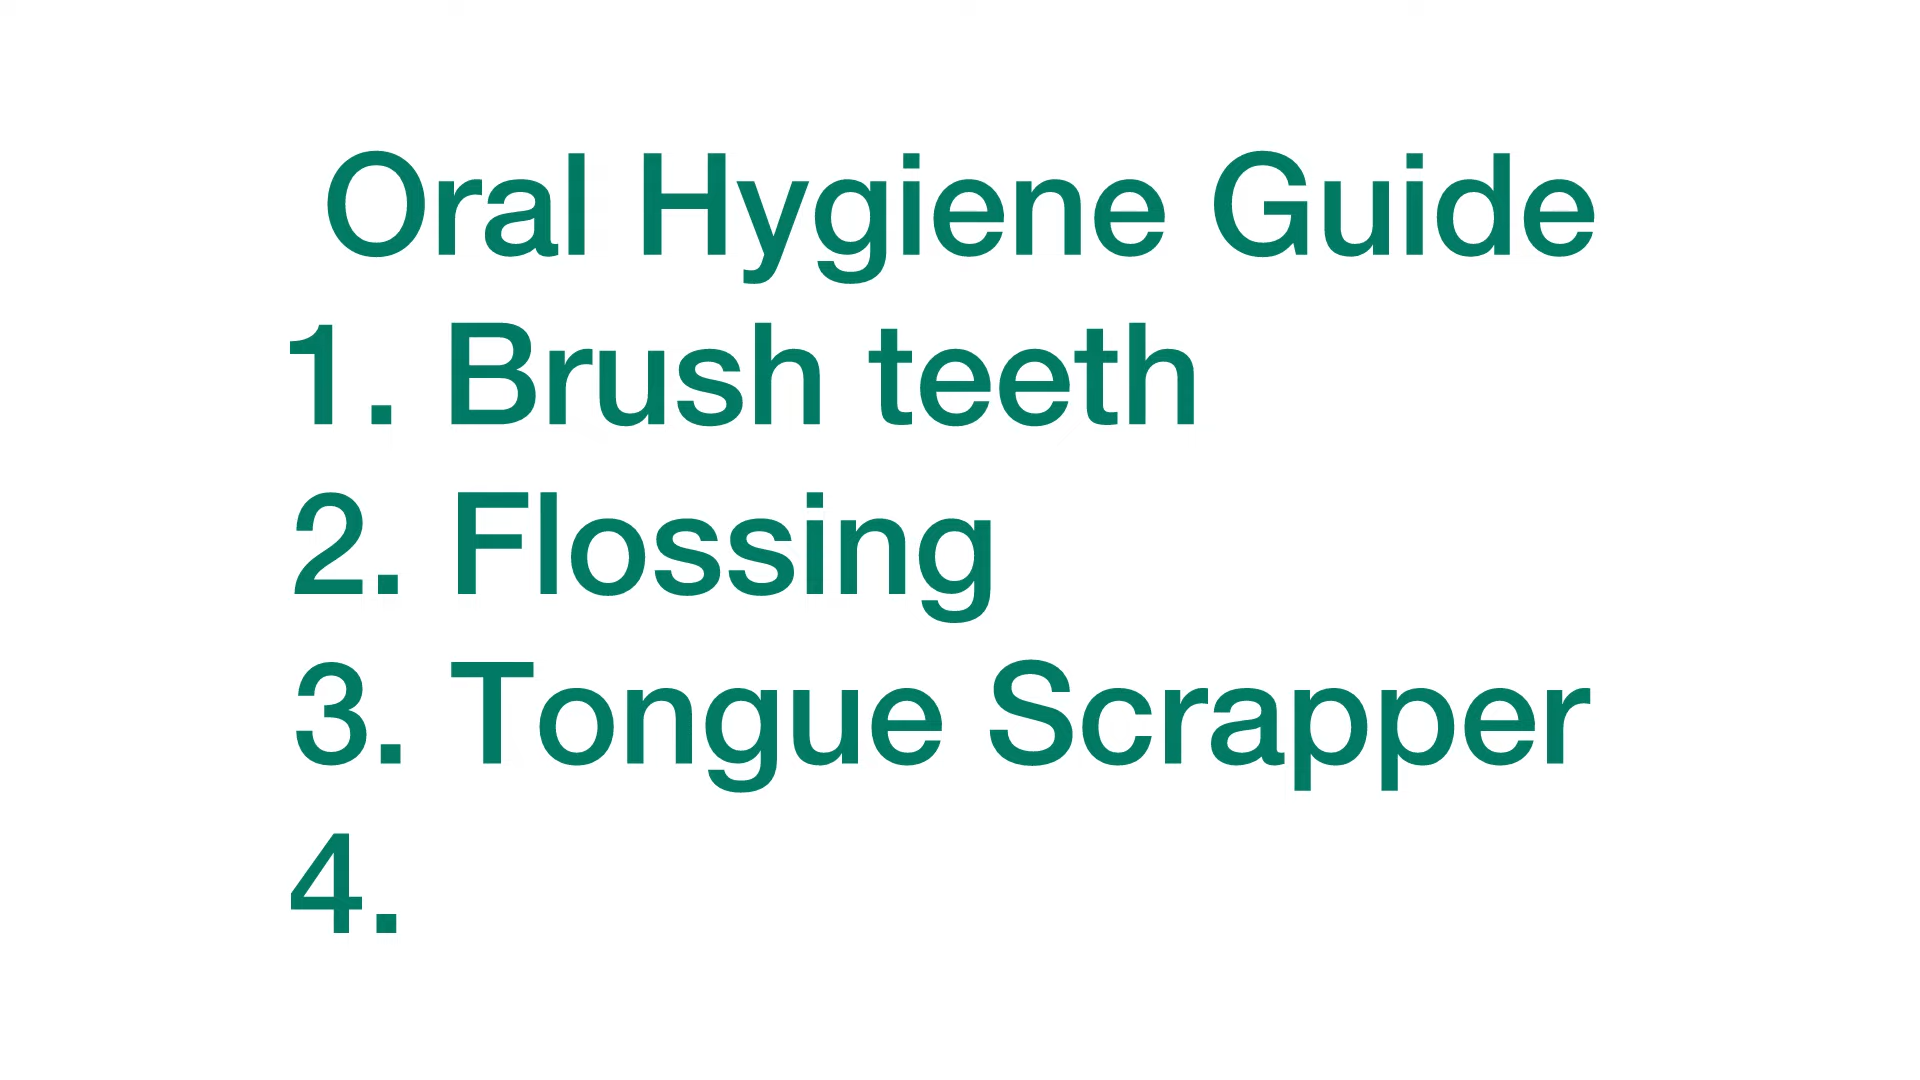 Oral Hygiene Guide
1. Brush teeth
2. Flossing
3. Tongue Scrapper
4.